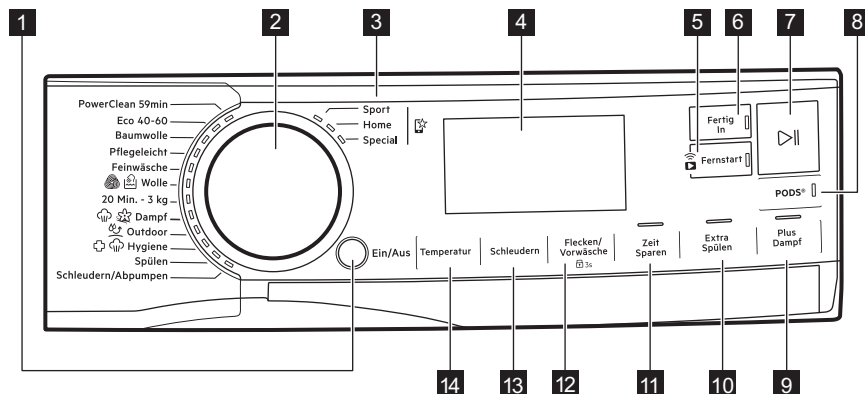 1
2
3
4
5
6
7
8
PowerClean 59min
Eco 40-60
Baumwolle
Pflegeleicht
Feinwäsche
Wolle
20 Min. - 3 kg
Dampf
Outdoor
Hygiene
Spülen
Schleudern/Abpumpen
Sport
Home
Special
Ein/Aus
Temperatur
Schleudern
Flecken/
Vorwäsche
3s
Zeit
Sparen
Extra
Spülen
Plus
Dampf
Fertig
In
Fernstart
PODS®
14
13
12
11
10
9